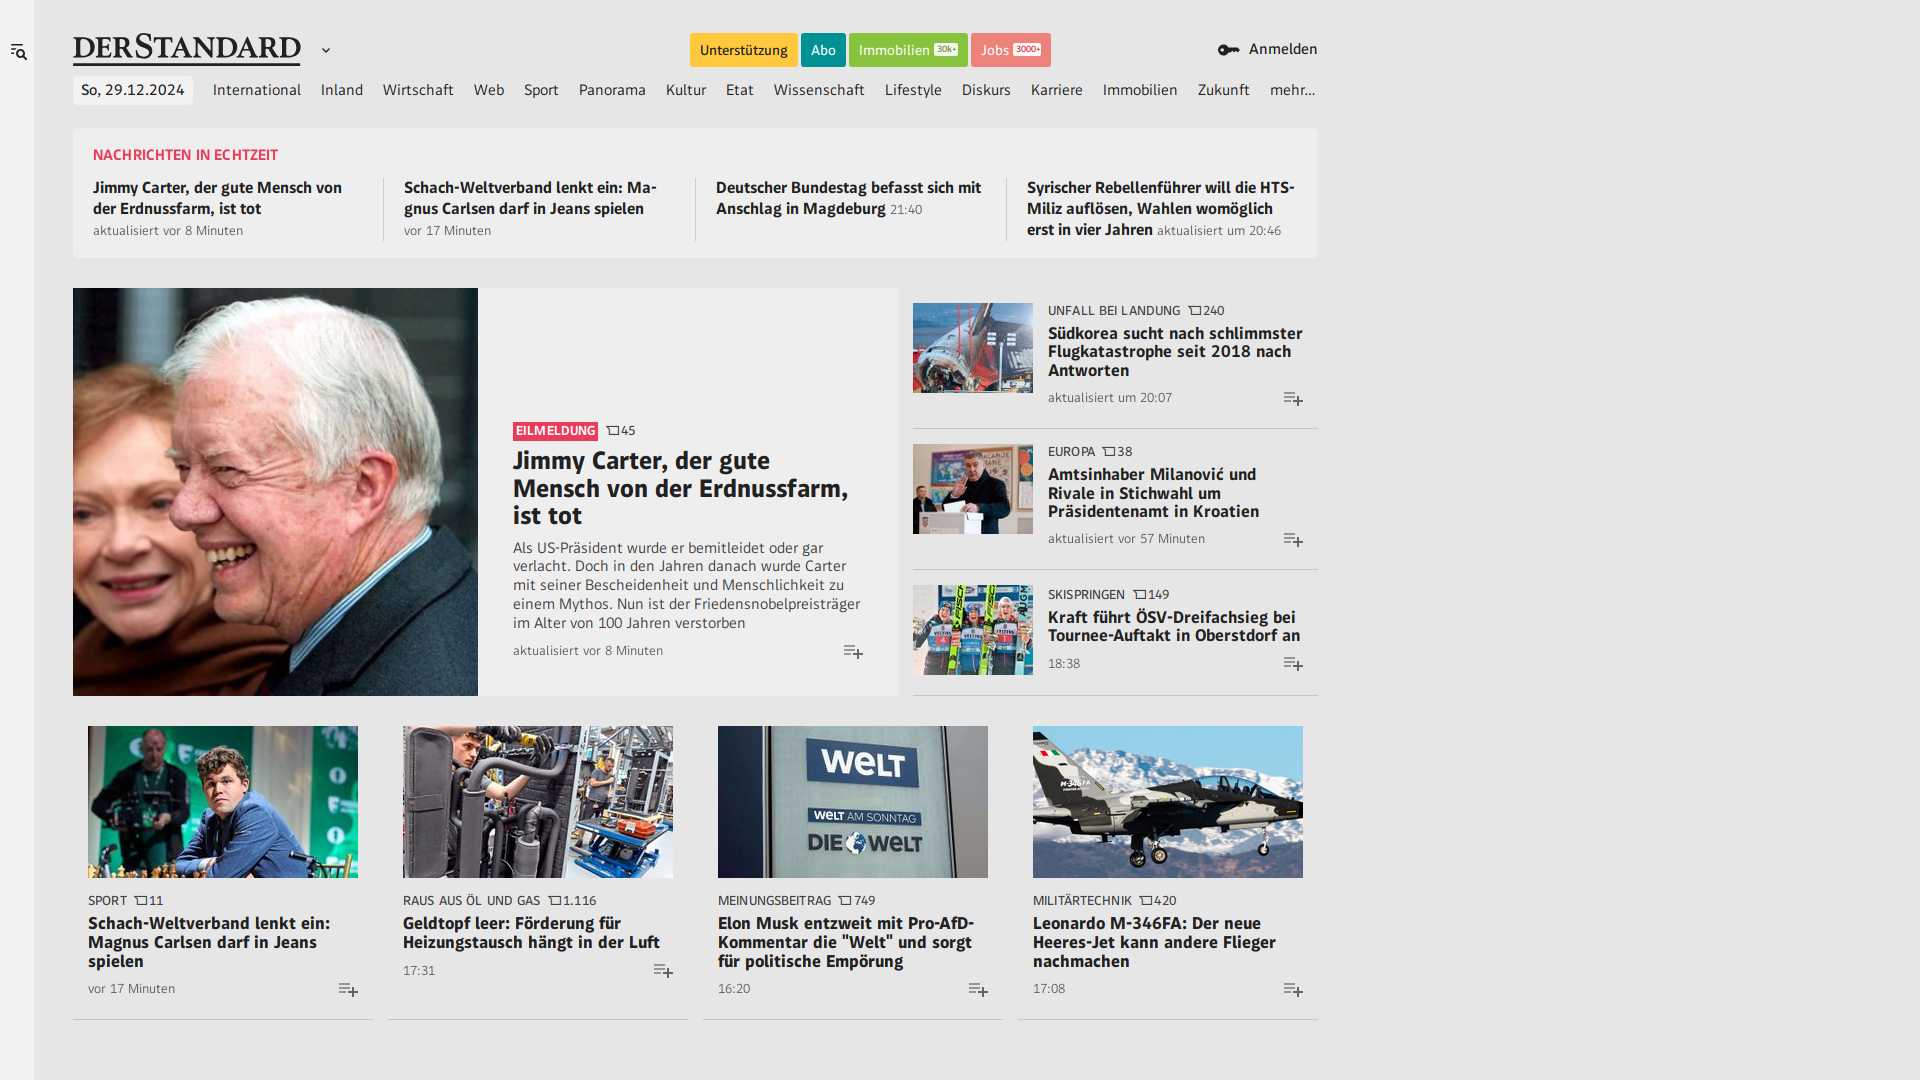 DERSTANDARD
Unterstützung
Abo
Immobilien 30k+
Jobs 3000+
Anmelden
So, 29.12.2024
International
Inland
Wirtschaft
Web
Sport
Panorama
Kultur
Etat
Wissenschaft
Lifestyle
Diskurs
Karriere
Immobilien
Zukunft
mehr...
NACHRICHTEN IN ECHTZEIT
Jimmy Carter, der gute Mensch von
der Erdnussfarm, ist tot
aktualisiert vor 8 Minuten
Schach-Weltverband lenkt ein: Ma-
gnus Carlsen darf in Jeans spielen
vor 17 Minuten
Deutscher Bundestag befasst sich mit
Anschlag in Magdeburg 21:40
Syrischer Rebellenführer will die HTS-
Miliz auflösen, Wahlen womöglich
erst in vier Jahren aktualisiert um 20:46
EILMELDUNG 45
Jimmy Carter, der gute
Mensch von der Erdnussfarm,
ist tot
Als US-Präsident wurde er bemitleidet oder gar
verlacht. Doch in den Jahren danach wurde Carter
mit seiner Bescheidenheit und Menschlichkeit zu
einem Mythos. Nun ist der Friedensnobelpreisträger
im Alter von 100 Jahren verstorben
aktualisiert vor 8 Minuten
UNFALL BEI LANDUNG 240
Südkorea sucht nach schlimmster
Flugkatastrophe seit 2018 nach
Antworten
aktualisiert um 20:07
EUROPA 38
Amtsinhaber Milanović und
Rivale in Stichwahl um
Präsidentenamt in Kroatien
aktualisiert vor 57 Minuten
SKISPRINGEN 149
Kraft führt ÖSV-Dreifachsieg bei
Tournee-Auftakt in Oberstdorf an
18:38
SPORT 11
Schach-Weltverband lenkt ein:
Magnus Carlsen darf in Jeans
spielen
vor 17 Minuten
RAUS AUS ÖL UND GAS 1.116
Geldtopf leer: Förderung für
Heizungstausch hängt in der Luft
17:31
WELT
WELT AM SONNTAG
DIE WELT
MEINUNGSBEITRAG 749
Elon Musk entzweit mit Pro-AfD-
Kommentar die "Welt" und sorgt
für politische Empörung
16:20
M-346FA
MILITÄRTECHNIK 420
Leonardo M-346FA: Der neue
Heeres-Jet kann andere Flieger
nachmachen
17:08